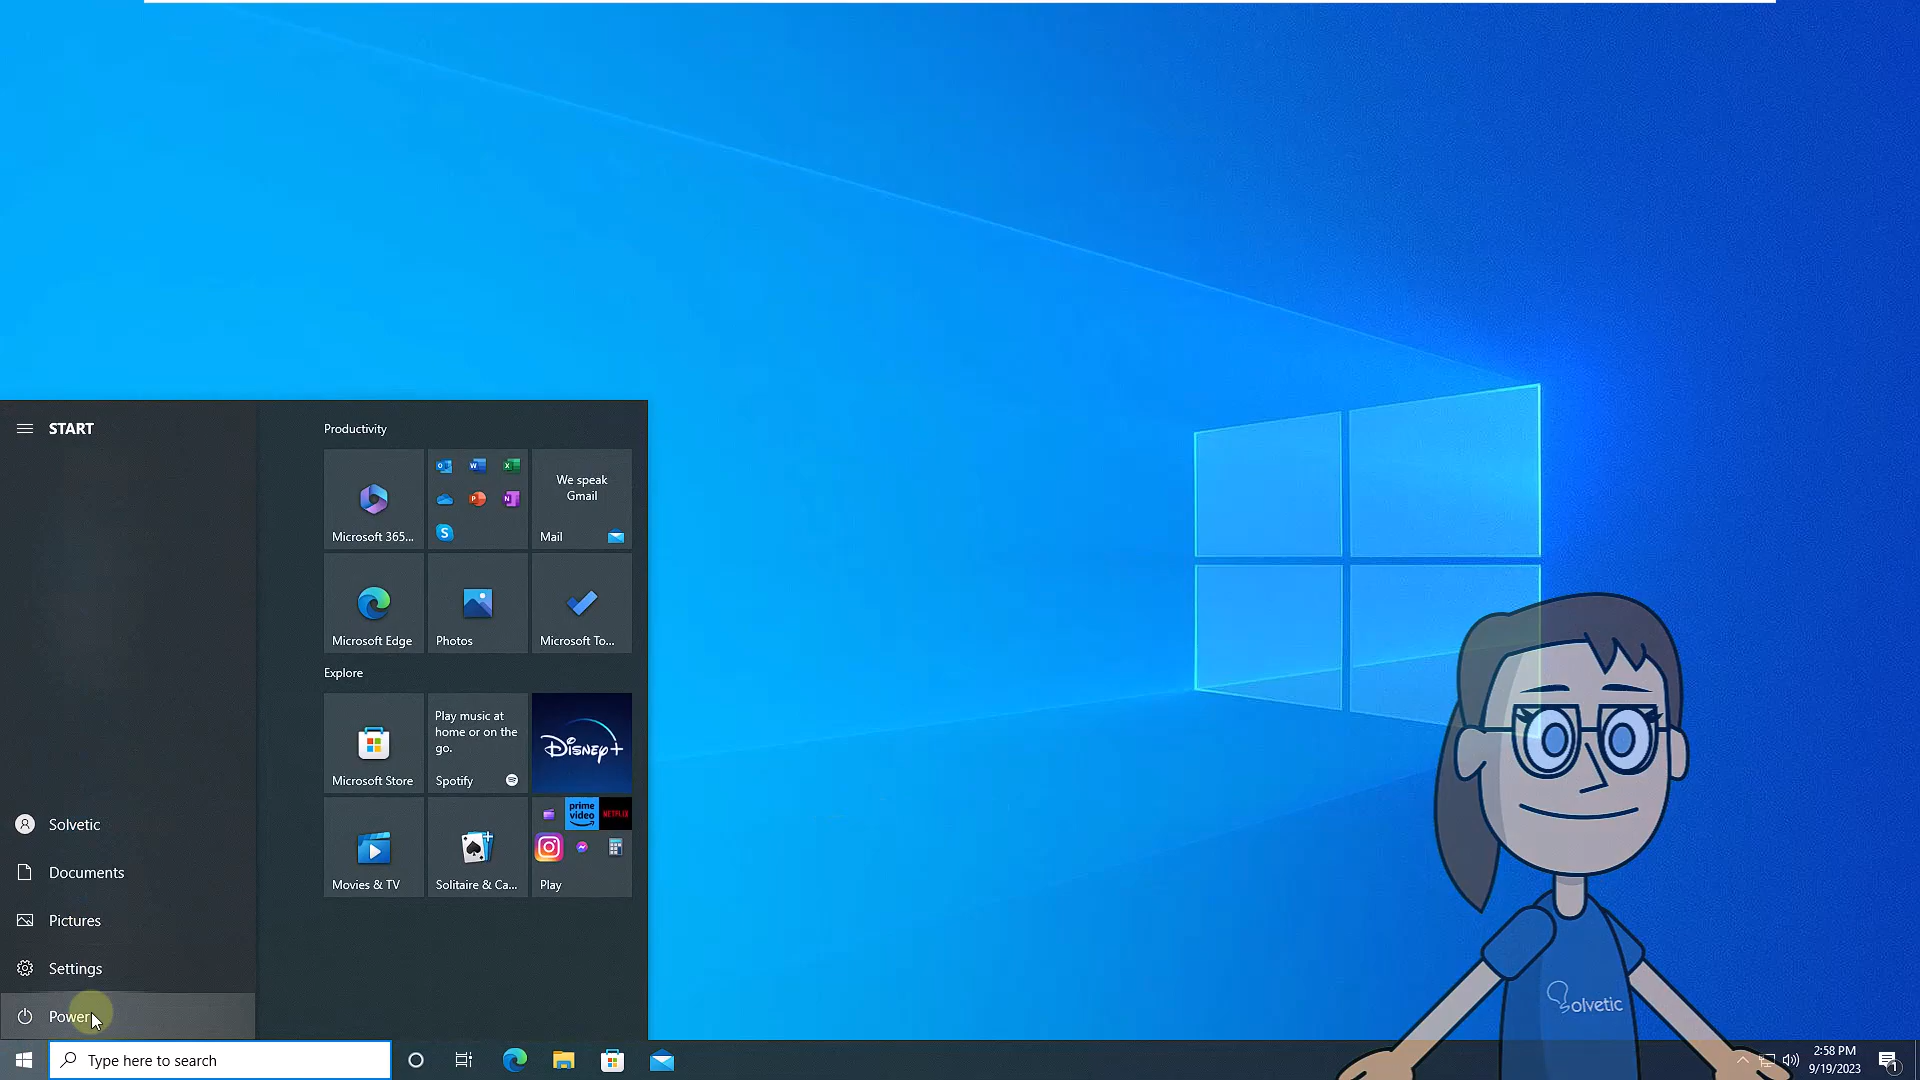 START
Productivity
We speak
Gmail
Microsoft 365...
Mail
Microsoft Edge
Photos
Microsoft To...
Explore
Play music at
home or on the
go.
Disney+
Microsoft Store
Spotify
prime
video
NETFLIX
Movies & TV
Solitaire & Ca...
Play
Solvetic
Documents
Pictures
Settings
Power
Solvetic
Type here to search
2:58 PM
9/19/2023
1